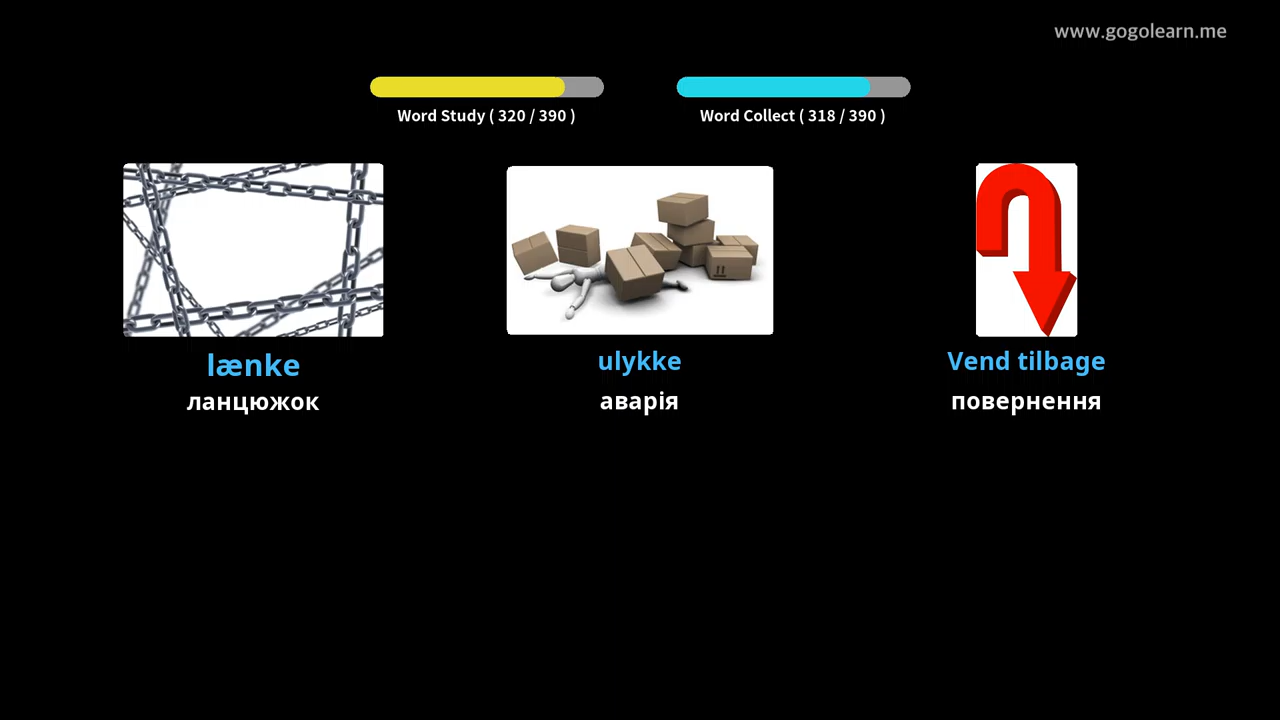 www.gogolearn.me
Word Study ( 320 / 390 )
Word Collect ( 318 / 390 )
lænke
ланцюжок
ulykke
аварія
Vend tilbage
повернення